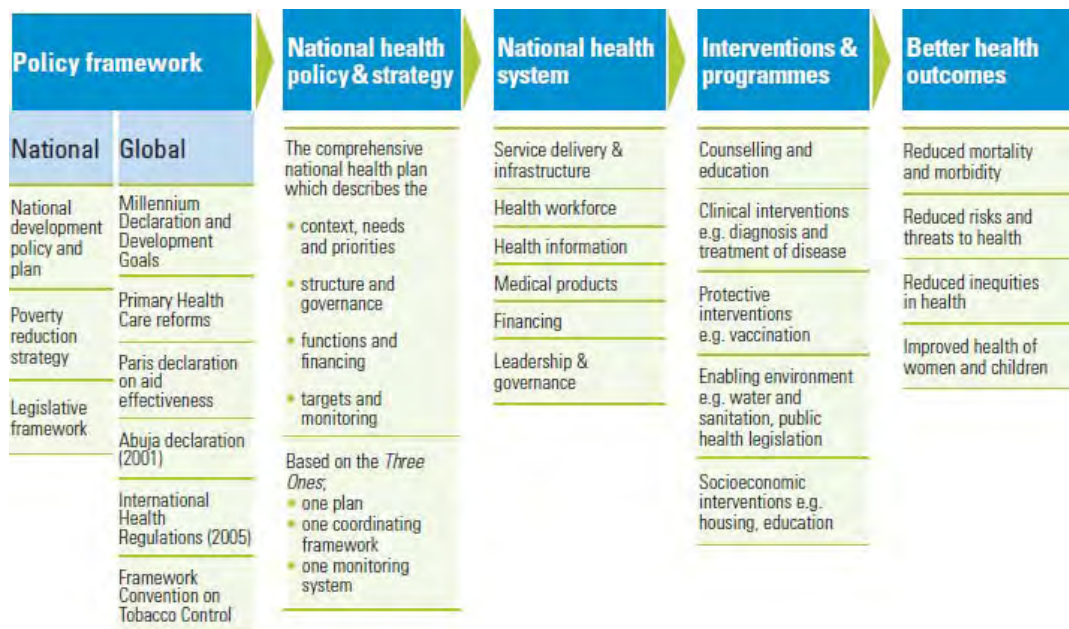 Policy framework
National health
policy & strategy
National health
system
Interventions &
programmes
Better health
outcomes
National
National
development
policy and
plan
Poverty
reduction
strategy
Legislative
framework
Global
Millennium
Declaration and
Development
Goals
Primary Health
Care reforms
Paris declaration
on aid
effectiveness
Abuja declaration
(2001)
International
Health
Regulations (2005)
Framework
Convention on
Tobacco Control
The comprehensive
national health plan
which describes the
• context, needs
and priorities
• structure and
governance
• functions and
financing
• targets and
monitoring
Based on the Three
Ones;
• one plan
• one coordinating
framework
• one monitoring
system
Service delivery &
infrastructure
Health workforce
Health information
Medical products
Financing
Leadership &
governance
Counselling and
education
Clinical interventions
e.g. diagnosis and
treatment of disease
Protective
interventions
e.g. vaccination
Enabling environment
e.g. water and
sanitation, public
health legislation
Socioeconomic
interventions e.g.
housing, education
Reduced mortality
and morbidity
Reduced risks and
threats to health
Reduced inequities
in health
Improved health of
women and children